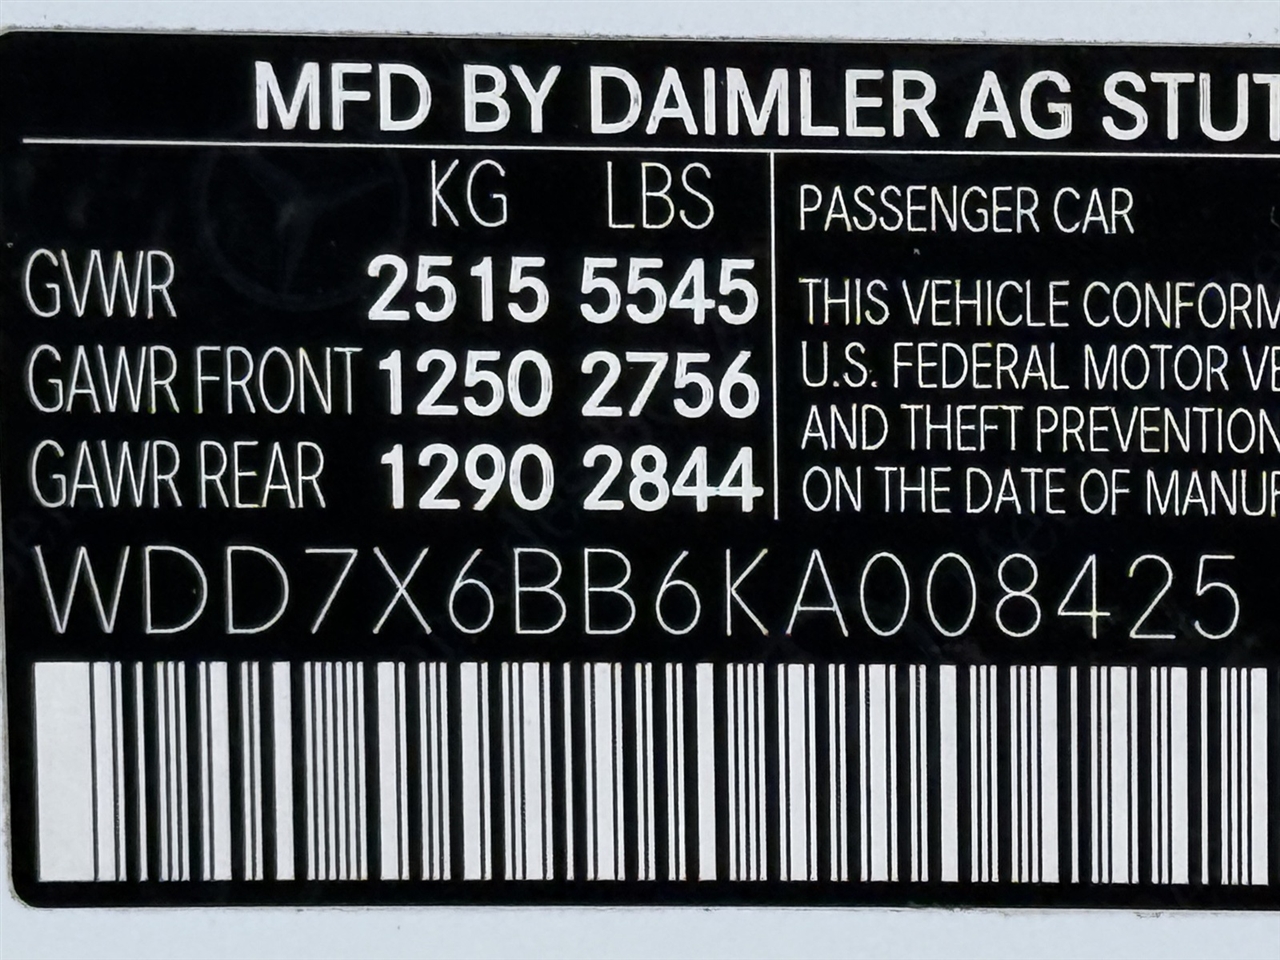 MFD BY DAIMLER AG STUT
KG LBS
GVWR 2515 5545
GAWR FRONT 1250 2756
GAWR REAR 1290 2844
PASSENGER CAR
THIS VEHICLE CONFORM
U.S. FEDERAL MOTOR VE
AND THEFT PREVENTION
ON THE DATE OF MANUF
WDD7X6BB6KA008425